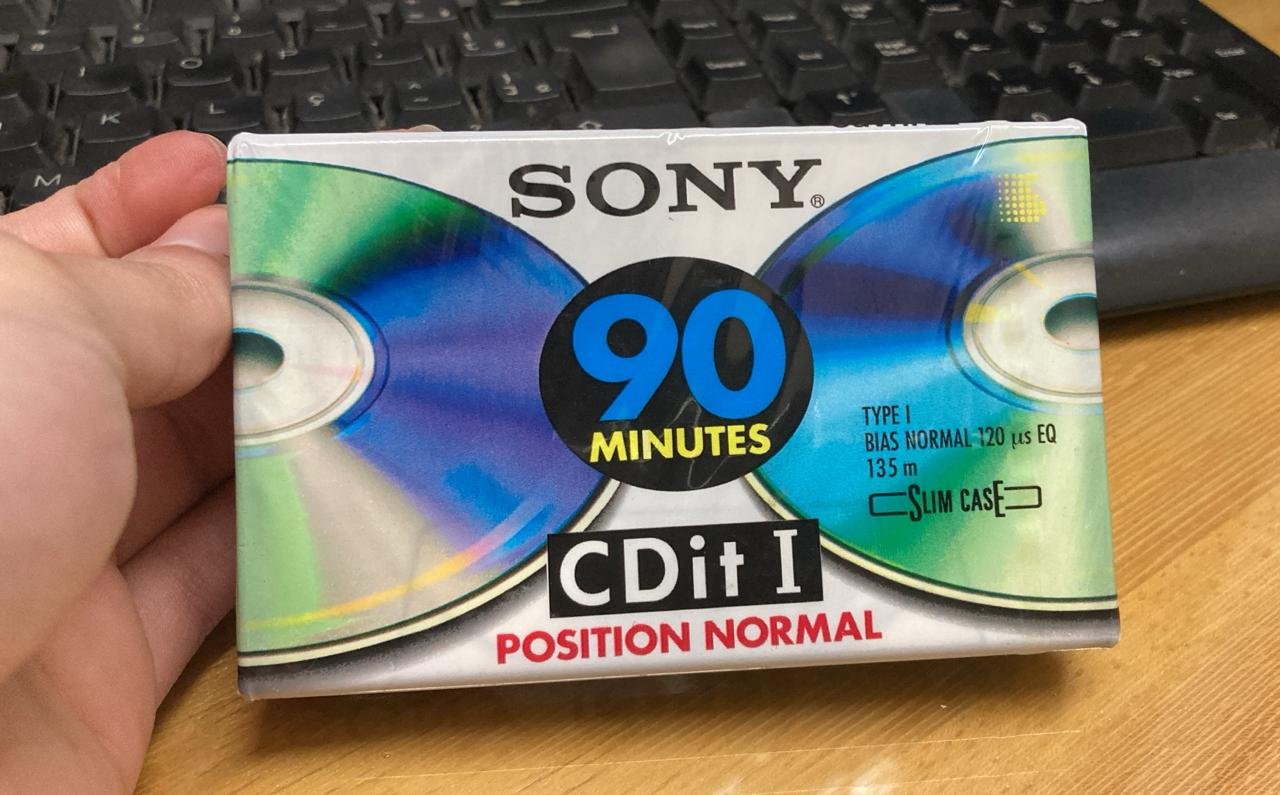 K
L
Ç
M
SONY®
90
MINUTES
TYPE I
BIAS NORMAL 120 µs EQ
135 m
SLIM CASE
CDit I
POSITION NORMAL